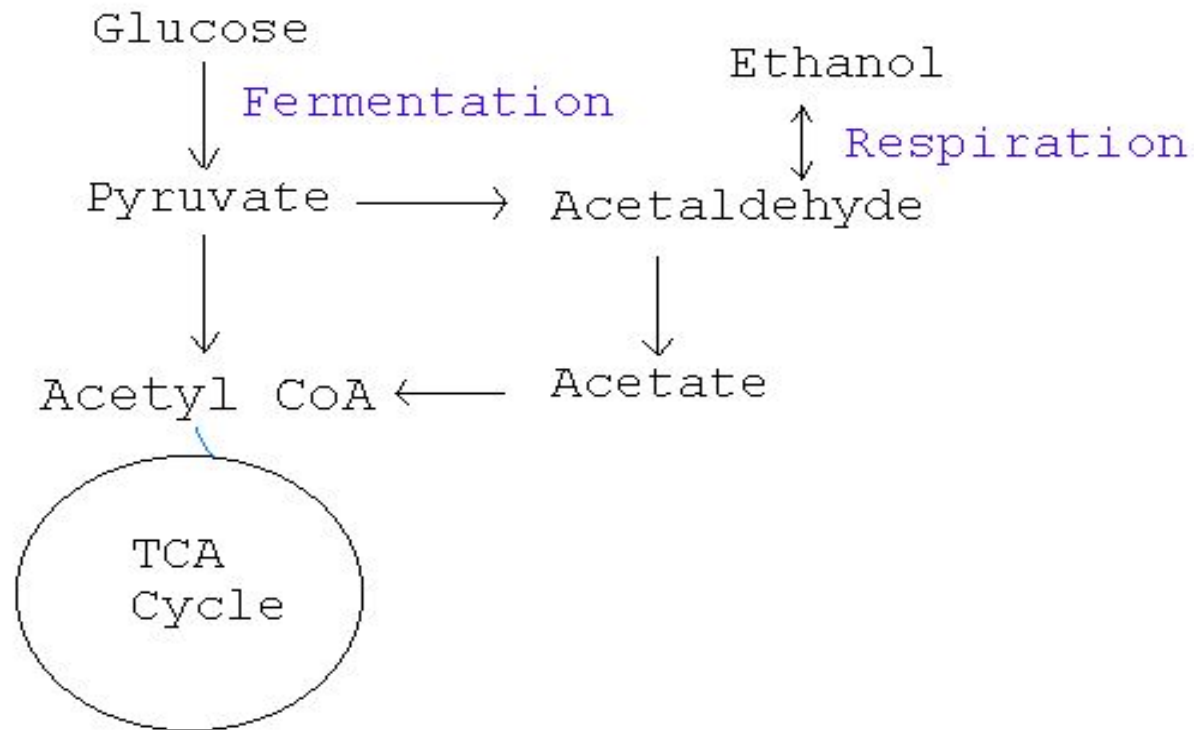 Glucose
Ethanol
Fermentation
Respiration
Pyruvate
Acetaldehyde
Acetyl CoA
Acetate
TCA
Cycle